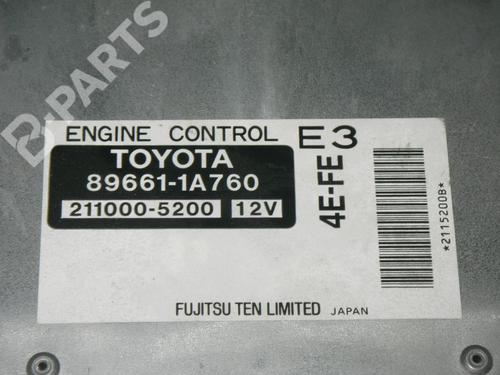 B-PARTS
ENGINE CONTROL E3
TOYOTA
89661-1A760
211000-5200 12V
4E-FE
*2115200B*
FUJITSU TEN LIMITED JAPAN